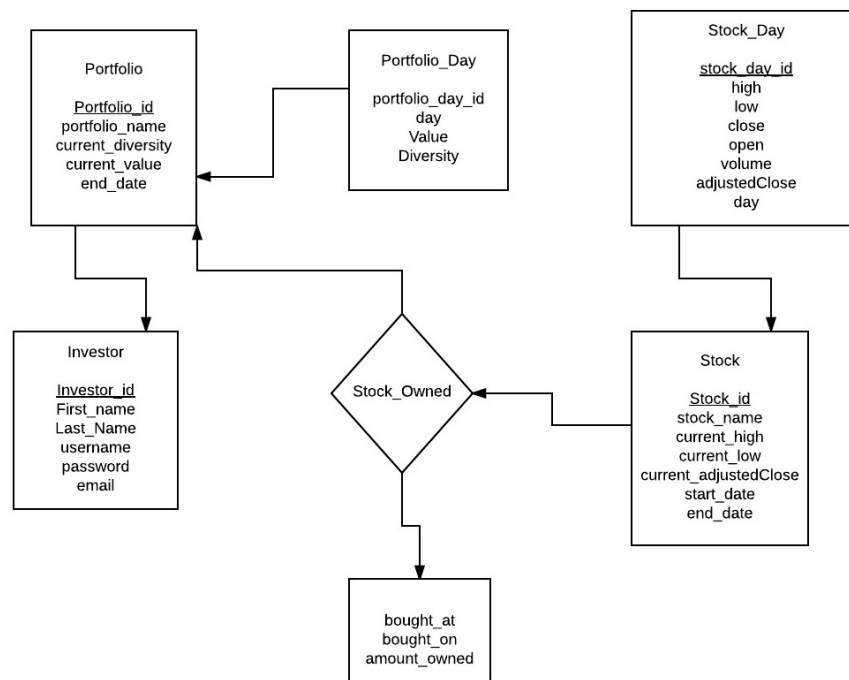 Portfolio
Portfolio_id
portfolio_name
current_diversity
current_value
end_date
Portfolio_Day
portfolio_day_id
day
Value
Diversity
Stock_Day
stock_day_id
high
low
close
open
volume
adjustedClose
day
Investor
Investor_id
First_name
Last_Name
username
password
email
Stock_Owned
Stock
Stock_id
stock_name
current_high
current_low
current_adjustedClose
start_date
end_date
bought_at
bought_on
amount_owned